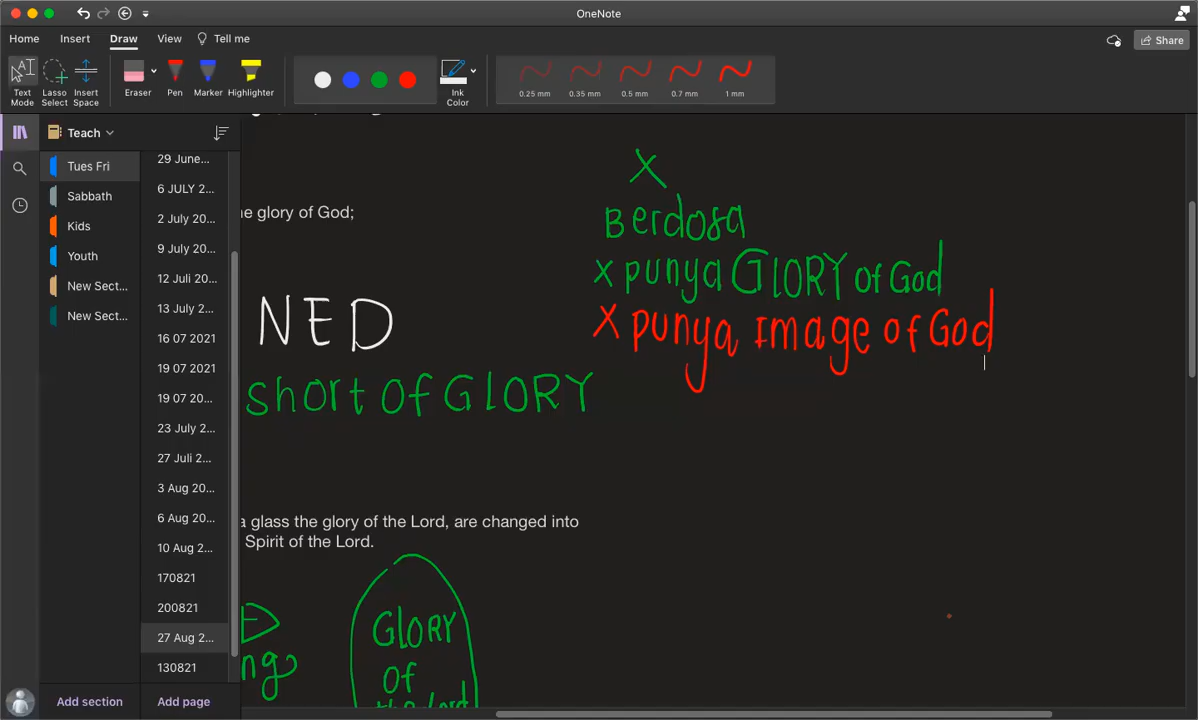 OneNote
Home Insert Draw View Tell me
Share
Text Mode
Lasso Select
Insert Space
Eraser
Pen
Marker
Highlighter
Ink Color
0.25 mm 0.35 mm 0.5 mm 0.7 mm 1 mm
Teach
Tues Fri
Sabbath
Kids
Youth
New Sect...
New Sect...
29 June...
6 JULY 2...
2 July 20...
9 July 20...
12 Juli 20...
13 July 2...
16 07 2021
19 07 2021
19 07 20...
23 July 2...
27 Juli 2...
3 Aug 20...
6 Aug 20...
10 Aug 2...
170821
200821
27 Aug 2...
130821
Add section
Add page
glory of God;
NED
short of GLORY
X
Berdosa
X punya GLORY of God
X punya Image of God
a glass the glory of the Lord, are changed into
Spirit of the Lord.
GLORY
of
the Lord